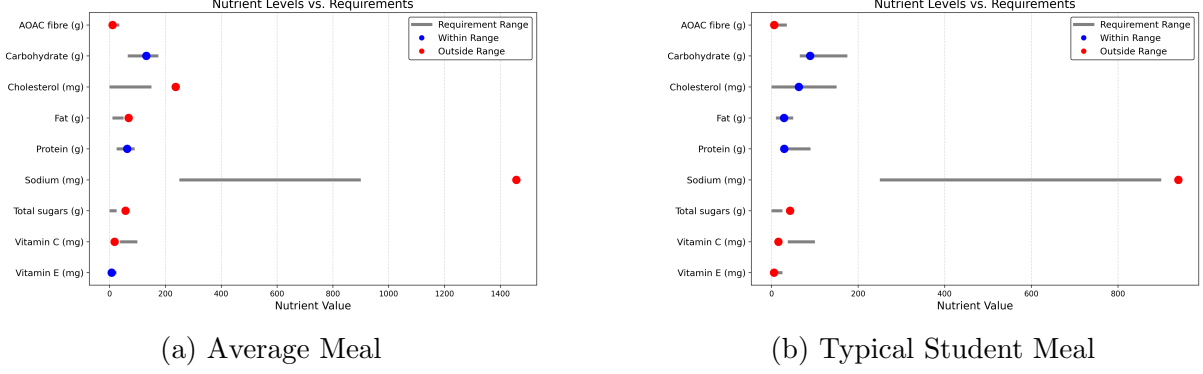 Nutrient Levels vs. Requirements
AOAC fibre (g)
Carbohydrate (g)
Cholesterol (mg)
Fat (g)
Protein (g)
Sodium (mg)
Total sugars (g)
Vitamin C (mg)
Vitamin E (mg)
Requirement Range
Within Range
Outside Range
0 200 400 600 800 1000 1200 1400
Nutrient Value
(a) Average Meal
Nutrient Levels vs. Requirements
AOAC fibre (g)
Carbohydrate (g)
Cholesterol (mg)
Fat (g)
Protein (g)
Sodium (mg)
Total sugars (g)
Vitamin C (mg)
Vitamin E (mg)
Requirement Range
Within Range
Outside Range
0 200 400 600 800
Nutrient Value
(b) Typical Student Meal